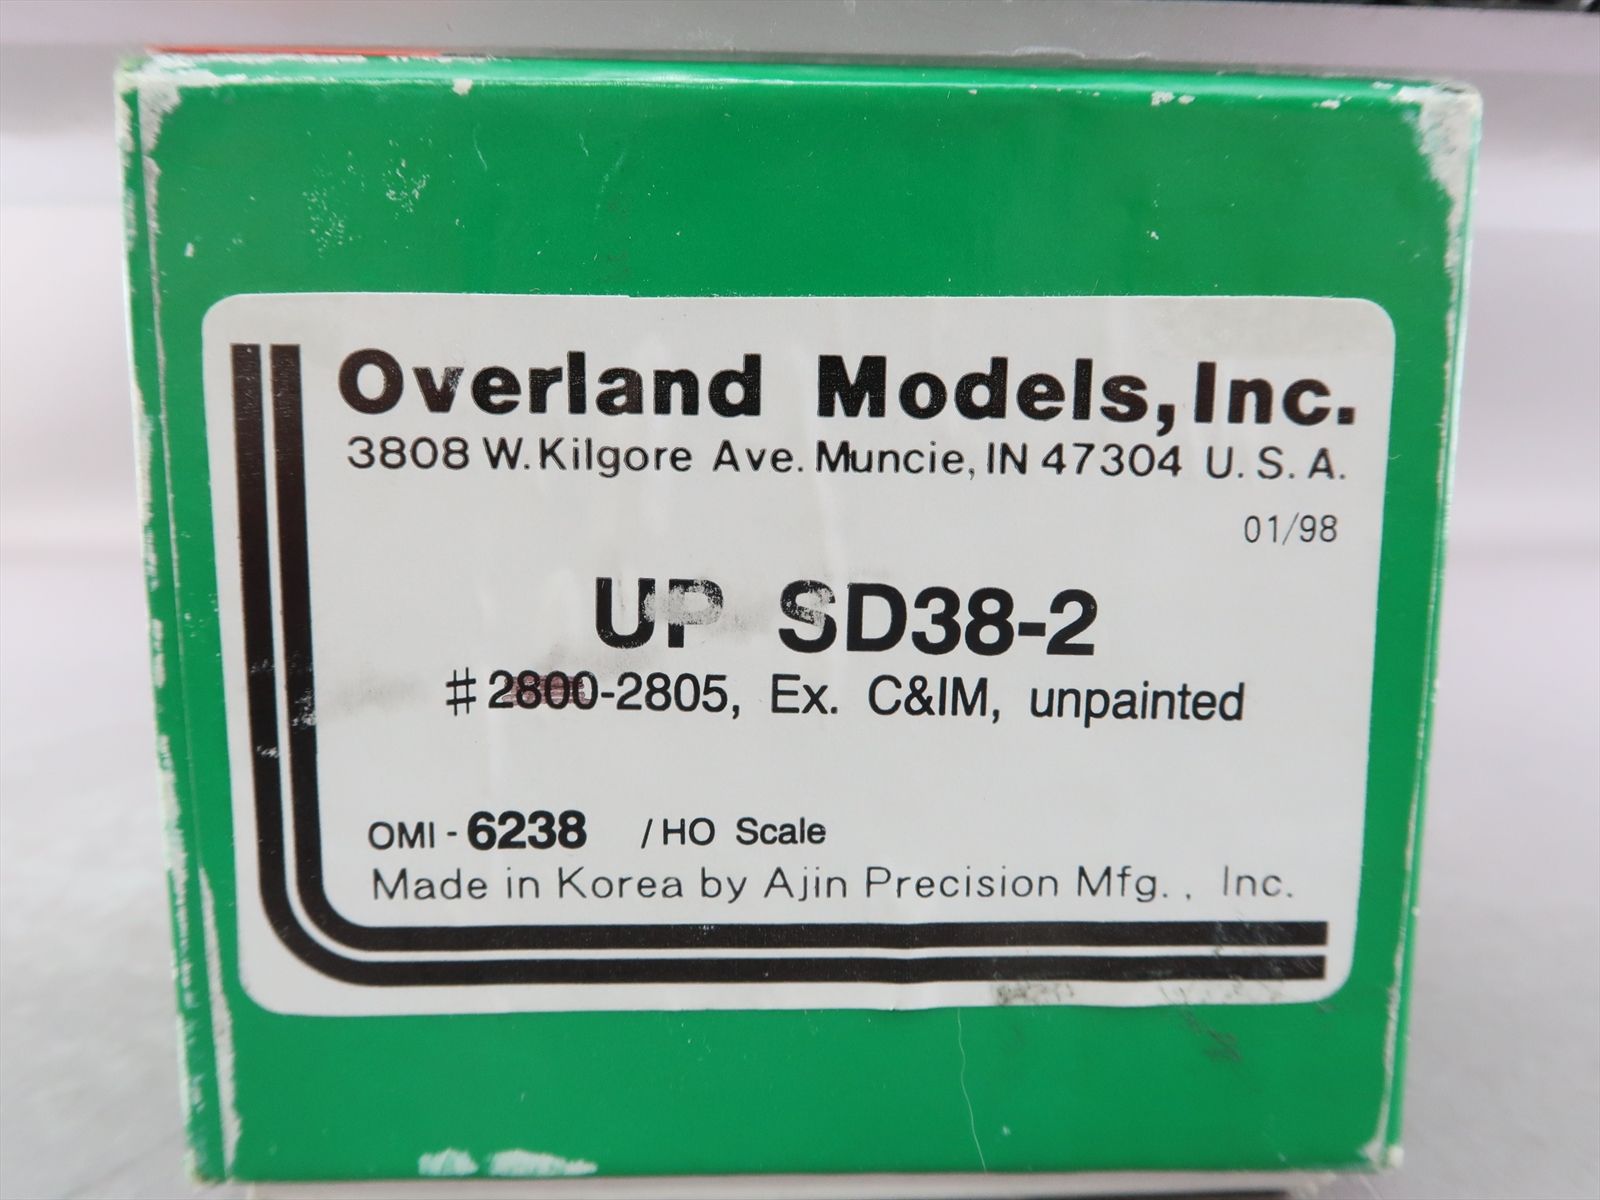 Overland Models, Inc.
3808 W. Kilgore Ave. Muncie, IN 47304 U. S. A.
01/98
UP SD38-2
# 2800-2805, Ex. C&IM, unpainted
OMI - 6238 / HO Scale
Made in Korea by Ajin Precision Mfg. , Inc.